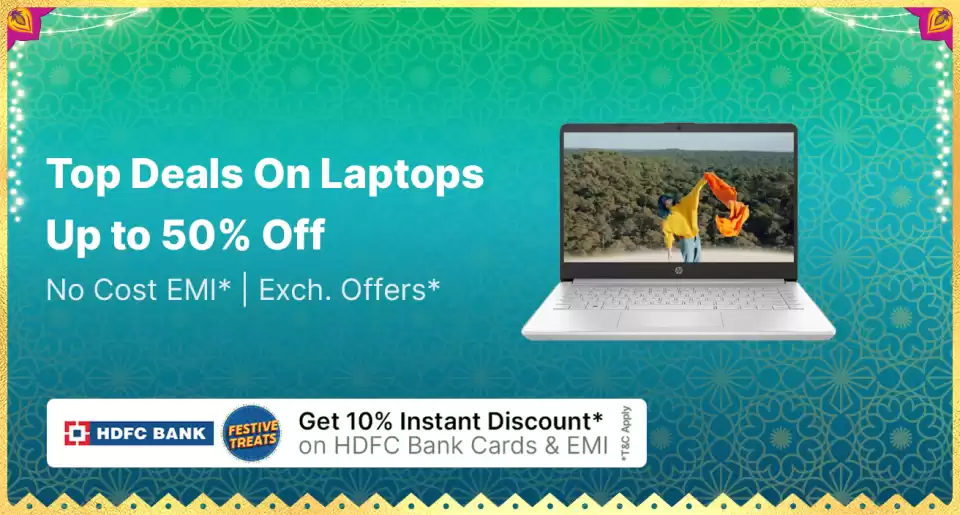 Top Deals On Laptops
Up to 50% Off
No Cost EMI* | Exch. Offers*
hp
HDFC BANK
FESTIVE
TREATS
Get 10% Instant Discount*
on HDFC Bank Cards & EMI
*T&C Apply